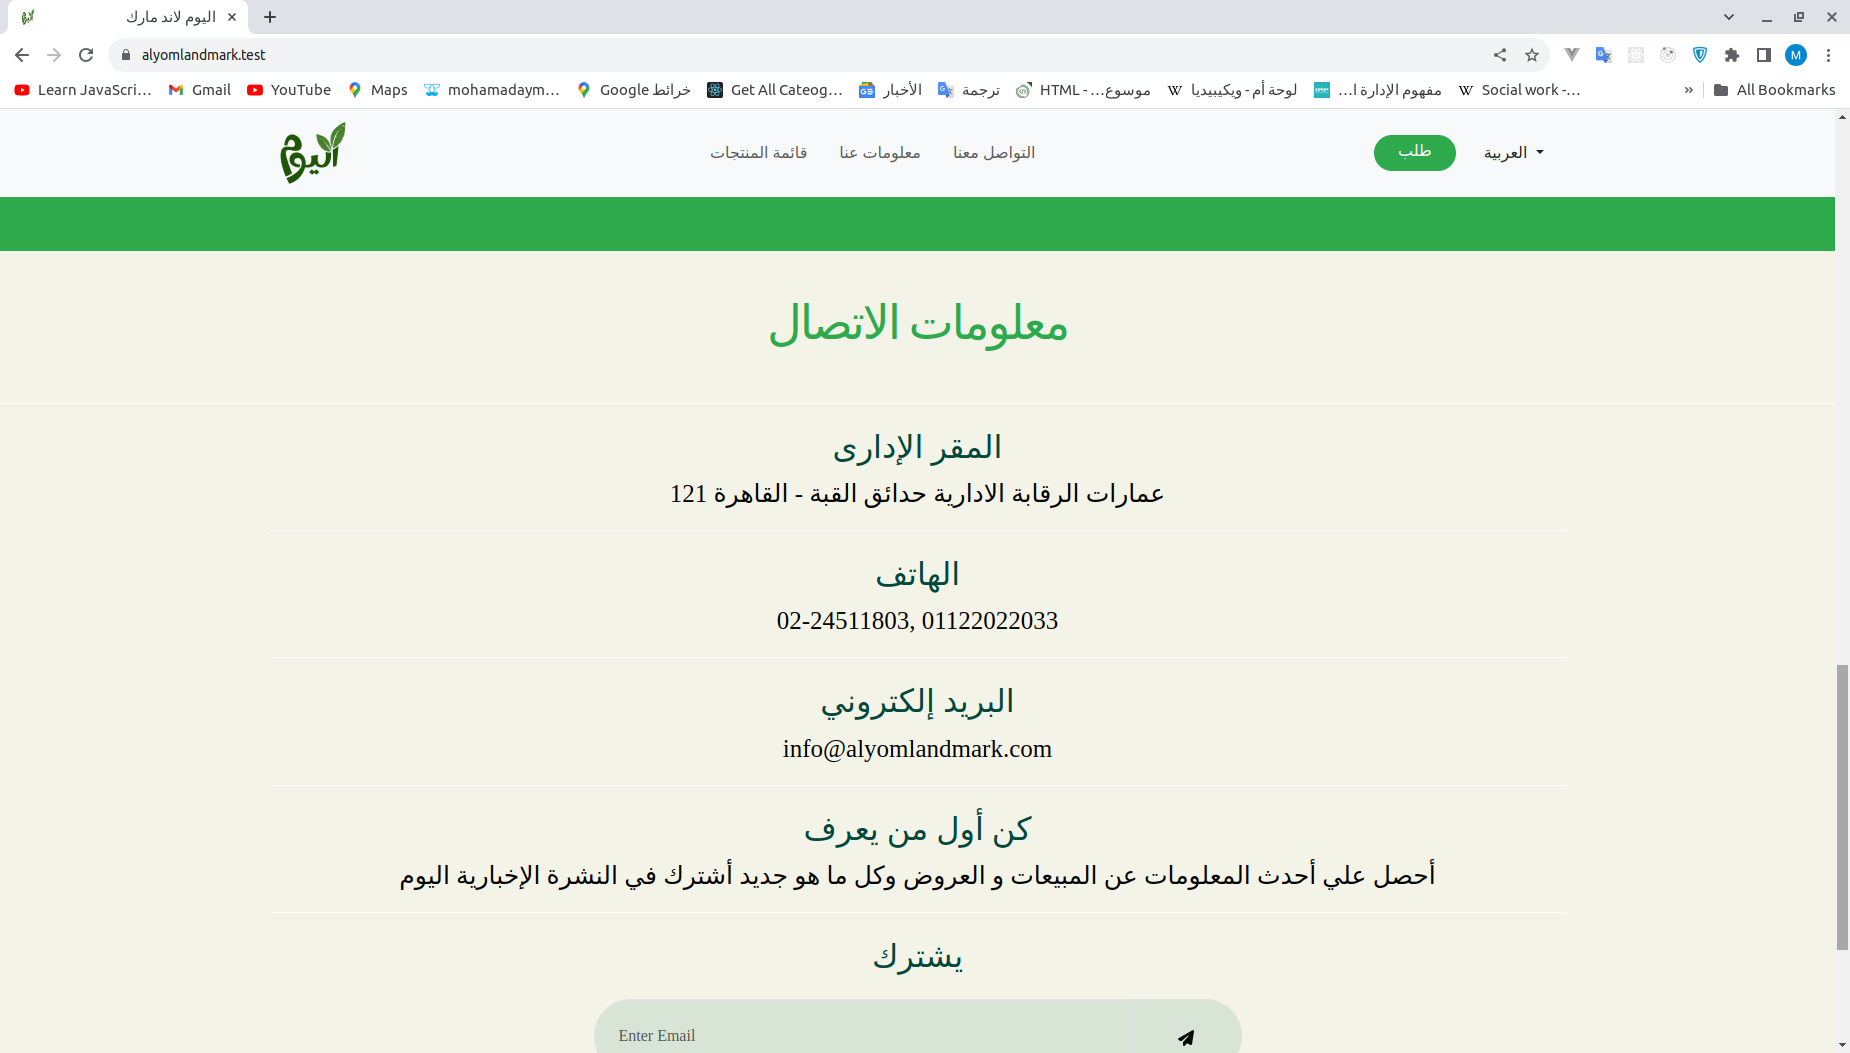 اليوم لاند مارك
alyomlandmark.test
M
Learn JavaScri…
Gmail
YouTube
Maps
mohamadaym…
خرائط Google
Get All Cateog…
الأخبار
ترجمة
HTML - موسوع…
لوحة أم - ويكيبيديا
مفهوم الإدارة ا…
Social work -…
»
All Bookmarks
اليوم
قائمة المنتجات
معلومات عنا
التواصل معنا
طلب
العربية
معلومات الاتصال
المقر الإدارى
عمارات الرقابة الادارية حدائق القبة - القاهرة 121
الهاتف
02-24511803, 01122022033
البريد إلكتروني
info@alyomlandmark.com
كن أول من يعرف
أحصل علي أحدث المعلومات عن المبيعات و العروض وكل ما هو جديد أشترك في النشرة الإخبارية اليوم
يشترك
Enter Email